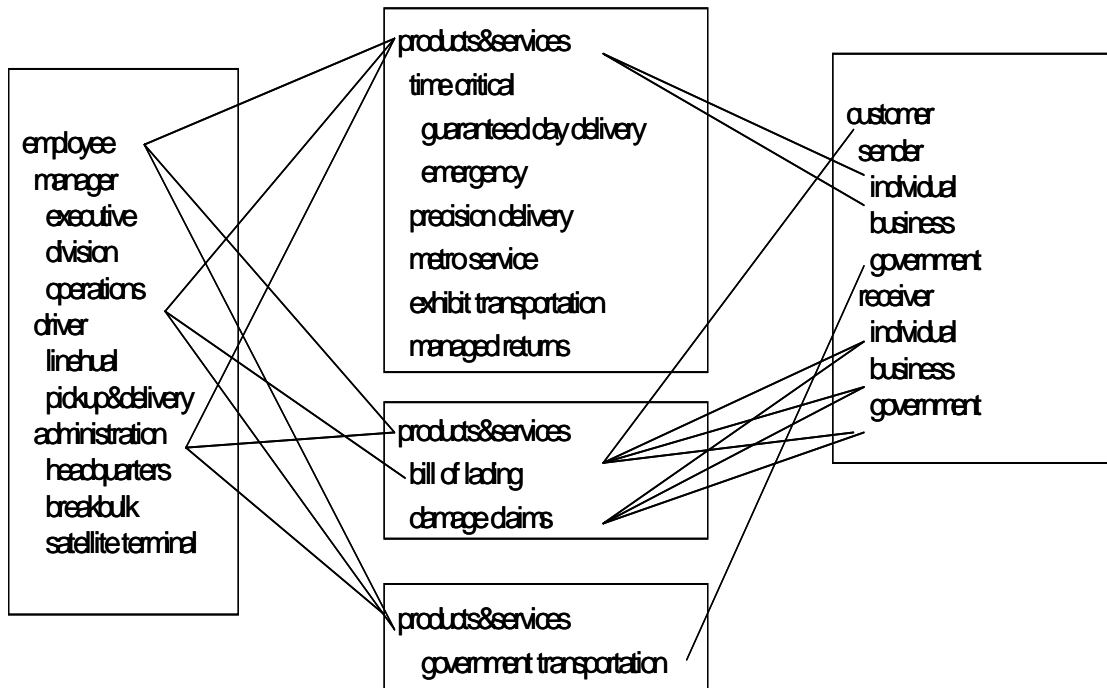 employee
manager
executive
division
operations
driver
linehual
pickup&delivery
administration
headquarters
breakbulk
satellite terminal
products&services
time critical
guaranteed day delivery
emergency
precision delivery
metro service
exhibit transportation
managed returns
products&services
bill of lading
damage claims
products&services
government transportation
customer
sender
individual
business
government
receiver
individual
business
government